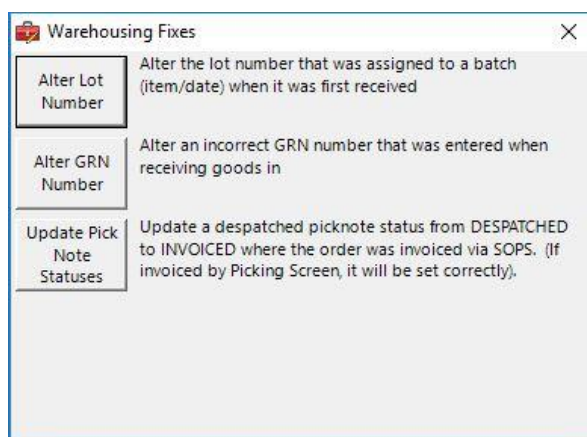 Warehousing Fixes
Alter Lot
Number
Alter the lot number that was assigned to a batch
(item/date) when it was first received
Alter GRN
Number
Alter an incorrect GRN number that was entered when
receiving goods in
Update Pick
Note
Statuses
Update a despatched picknote status from DESPATCHED
to INVOICED where the order was invoiced via SOPS.  (If
invoiced by Picking Screen, it will be set correctly).